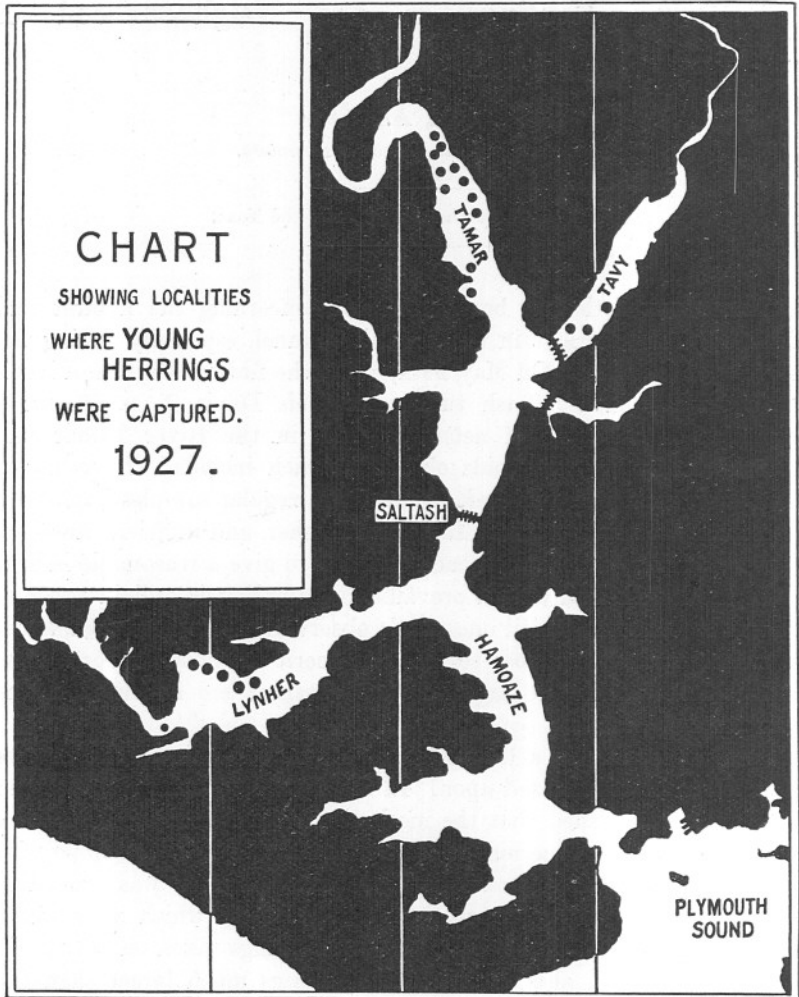 CHART
SHOWING LOCALITIES
WHERE YOUNG
HERRINGS
WERE CAPTURED.
1927.
TAMAR
TAVY
SALTASH
LYNHER
HAMOAZE
PLYMOUTH
SOUND